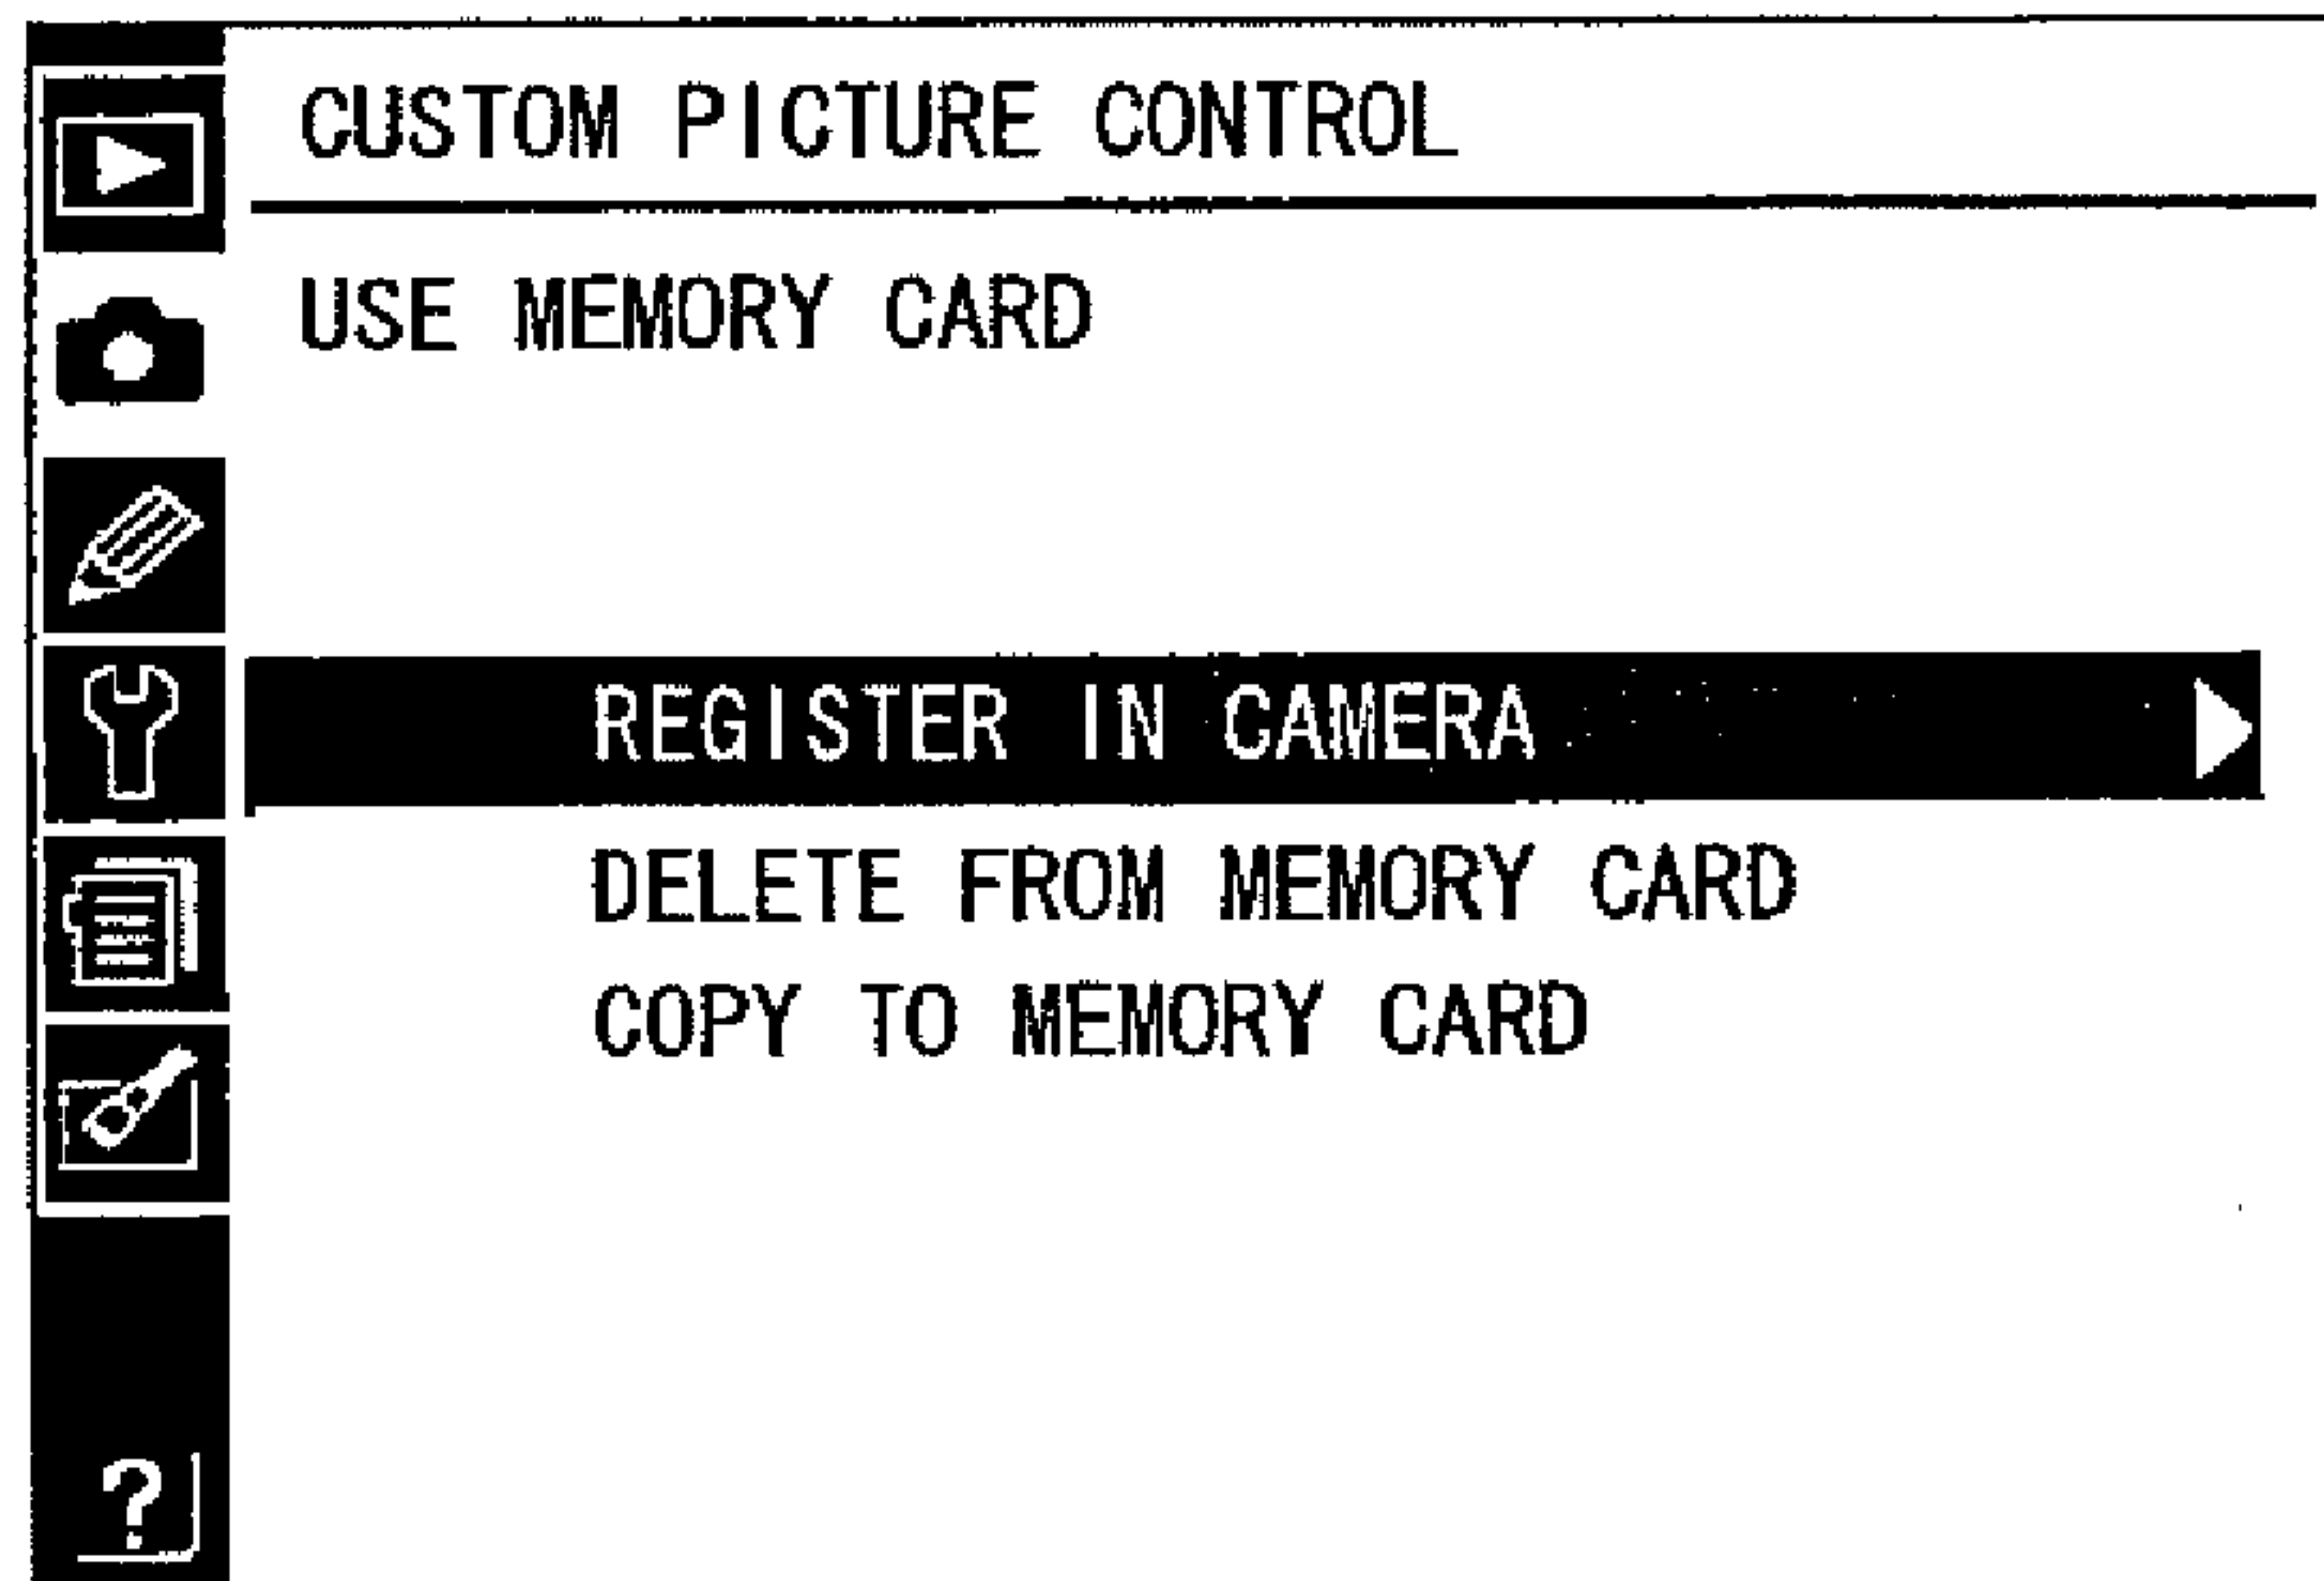 CUSTOM PICTURE CONTROL
USE MEMORY CARD
REGISTER IN CAMERA
DELETE FROM MEMORY CARD
COPY TO MEMORY CARD
?